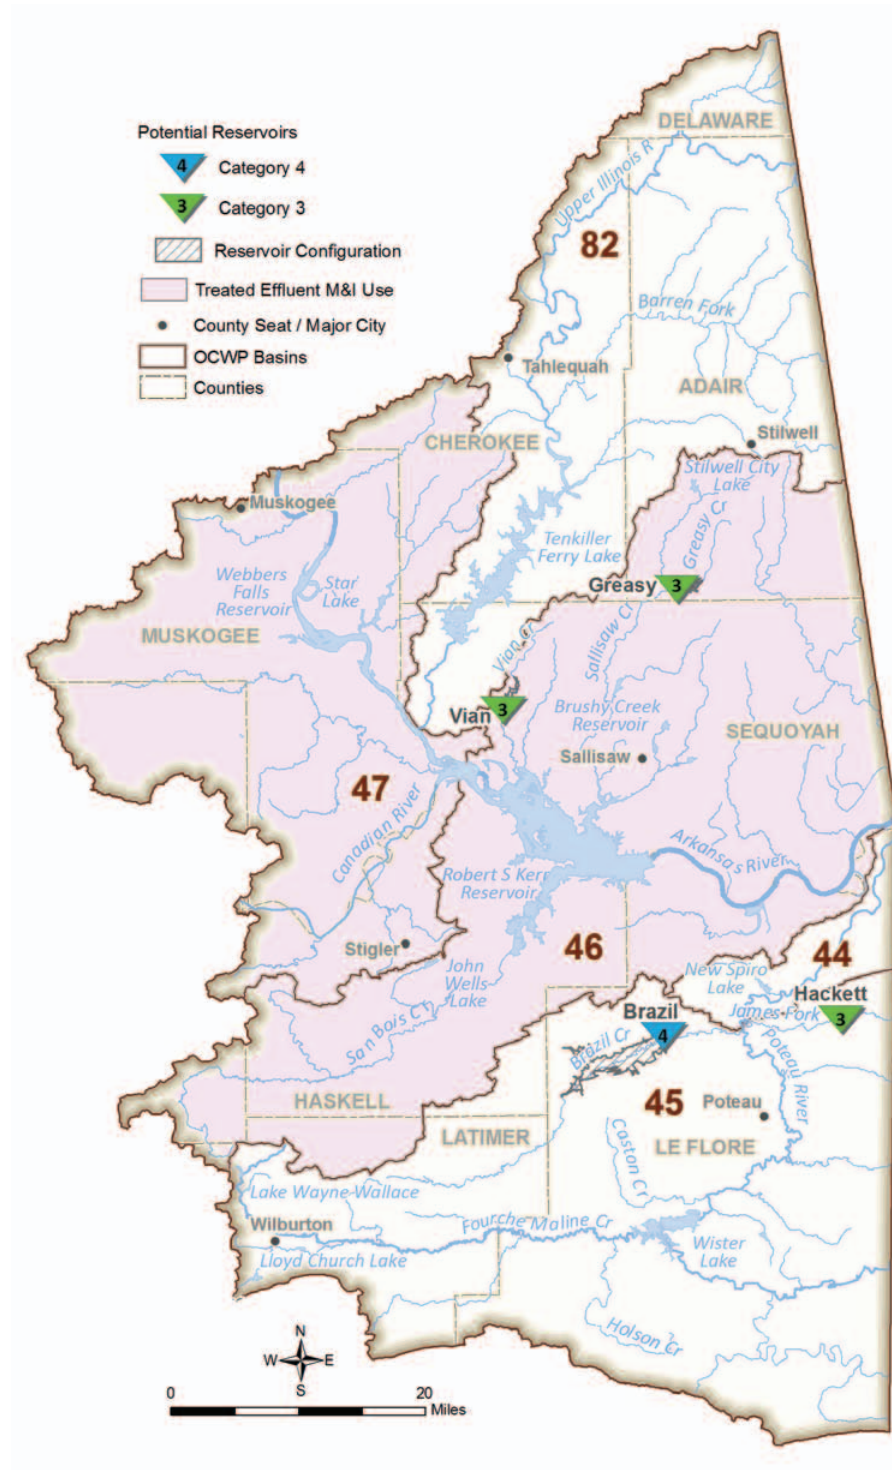 Potential Reservoirs
4 Category 4
3 Category 3
Reservoir Configuration
Treated Effluent M&I Use
County Seat / Major City
OCWP Basins
Counties
DELAWARE
Upper Illinois R
82
Barren Fork
Tahlequah
ADAIR
CHEROKEE
Stilwell
Stilwell City
Lake
Muskogee
Greasy Cr
Tenkiller
Ferry Lake
Webbers
Falls
Reservoir
Star
Lake
Greasy 3
MUSKOGEE
Sallisaw Cr
Vian Cr
Vian 3
Brushy Creek
Reservoir
SEQUOYAH
Sallisaw
47
Canadian River
Arkansas River
Robert S Kerr
Reservoir
Stigler
46
44
John
Wells
Lake
New Spiro
Lake
Hackett
3
San Bois Cr
Brazil
4
James Fork
Brazil Cr
Poteau River
HASKELL
45
Poteau
LATIMER
Caston Cr
LE FLORE
Lake Wayne Wallace
Wilburton
Fourche Maline Cr
Lloyd Church Lake
Wister
Lake
Holson Cr
N
W E
S
0 20
Miles